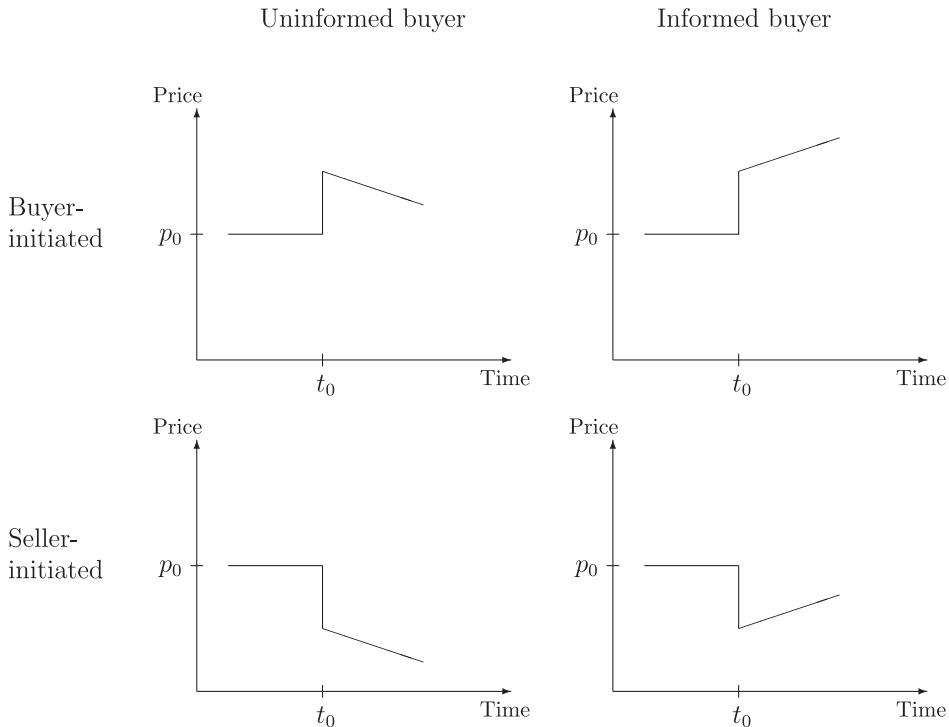 Uninformed buyer
Informed buyer
Price
Price
Buyer-
initiated
p₀
p₀
t₀
Time
t₀
Time
Price
Price
Seller-
initiated
p₀
p₀
t₀
Time
t₀
Time